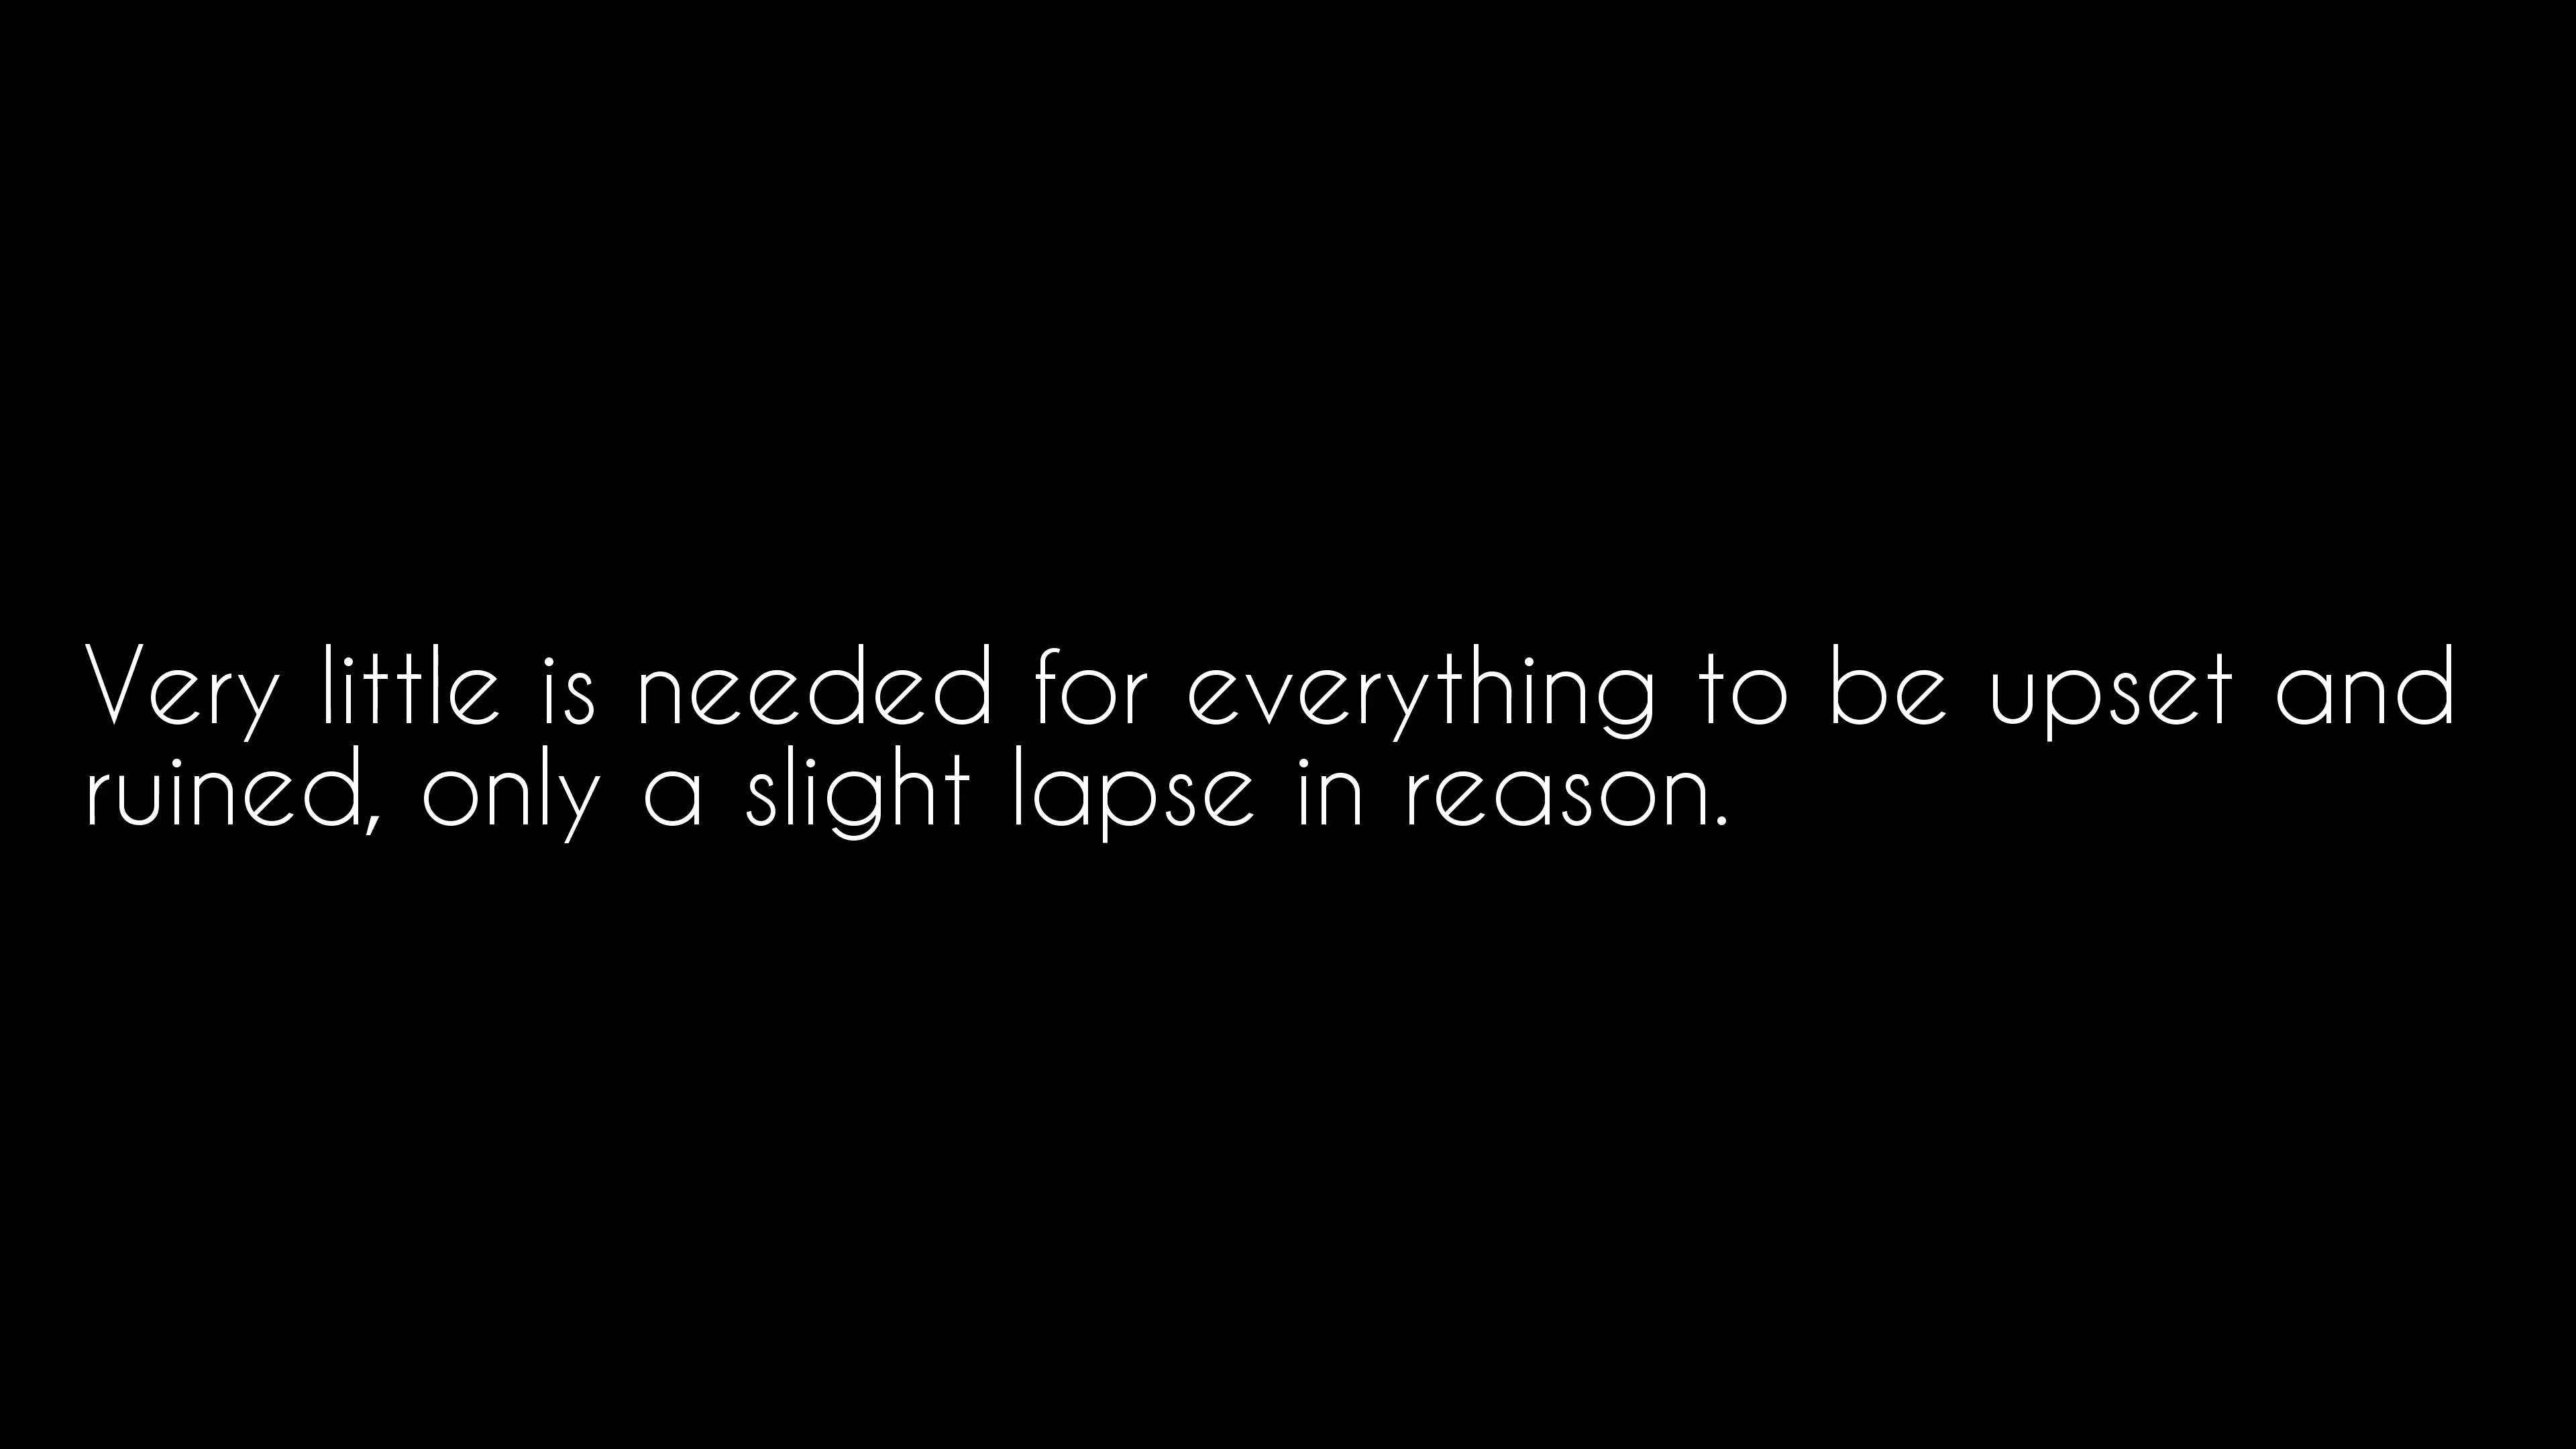 Very little is needed for everything to be upset and
ruined, only a slight lapse in reason.